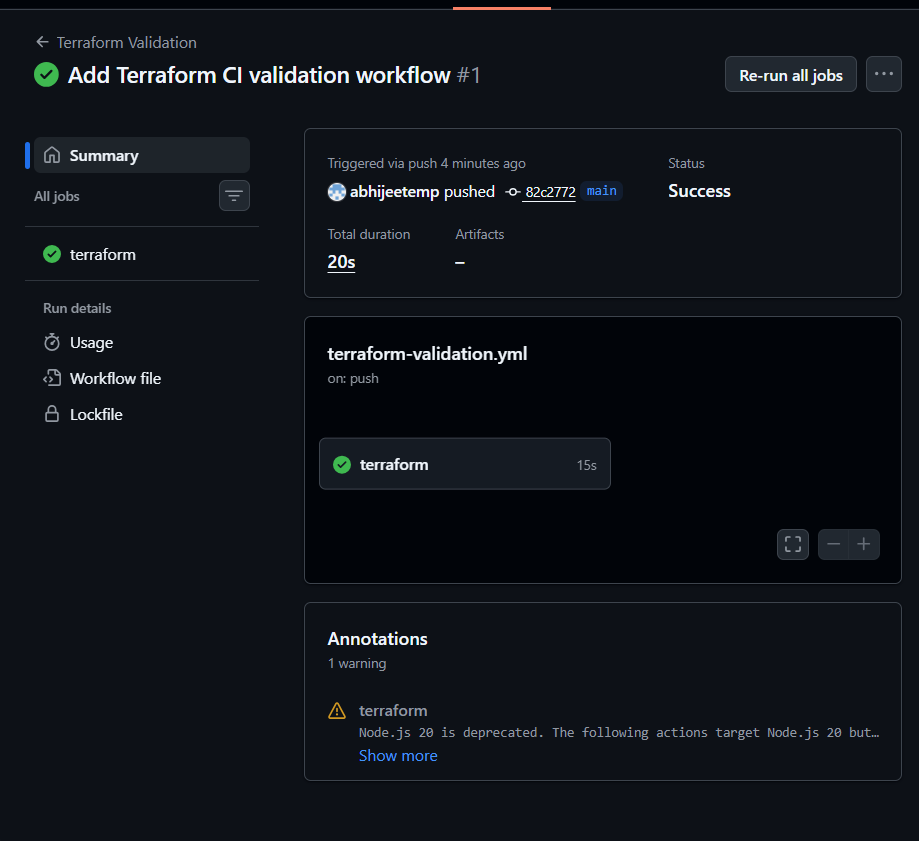 Terraform Validation
Add Terraform CI validation workflow #1
Re-run all jobs
Summary
All jobs
terraform
Run details
Usage
Workflow file
Lockfile
Triggered via push 4 minutes ago
abhijeetemp pushed 82c2772 main
Status
Success
Total duration
20s
Artifacts
–
terraform-validation.yml
on: push
terraform 15s
Annotations
1 warning
terraform
Node.js 20 is deprecated. The following actions target Node.js 20 but…
Show more